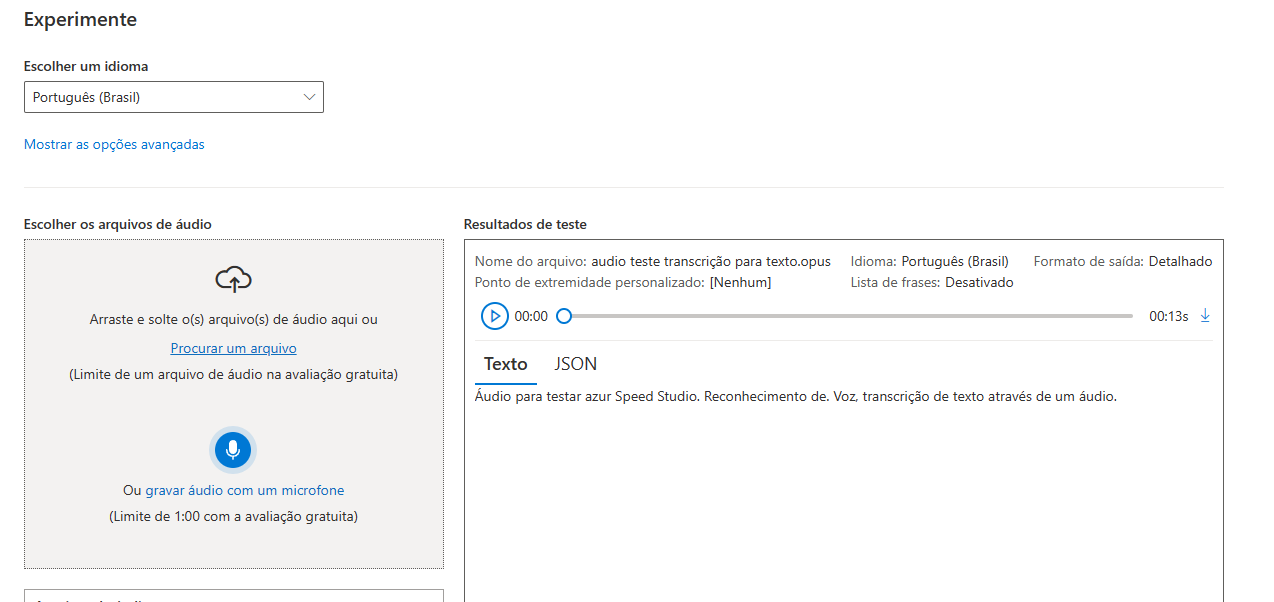 Experimente
Escolher um idioma
Português (Brasil)
Mostrar as opções avançadas
Escolher os arquivos de áudio
Arraste e solte o(s) arquivo(s) de áudio aqui ou
Procurar um arquivo
(Limite de um arquivo de áudio na avaliação gratuita)
Ou gravar áudio com um microfone
(Limite de 1:00 com a avaliação gratuita)
Resultados de teste
Nome do arquivo: audio teste transcrição para texto.opus Idioma: Português (Brasil) Formato de saída: Detalhado
Ponto de extremidade personalizado: [Nenhum] Lista de frases: Desativado
00:00 00:13s
Texto JSON
Áudio para testar azur Speed Studio. Reconhecimento de. Voz, transcrição de texto através de um áudio.